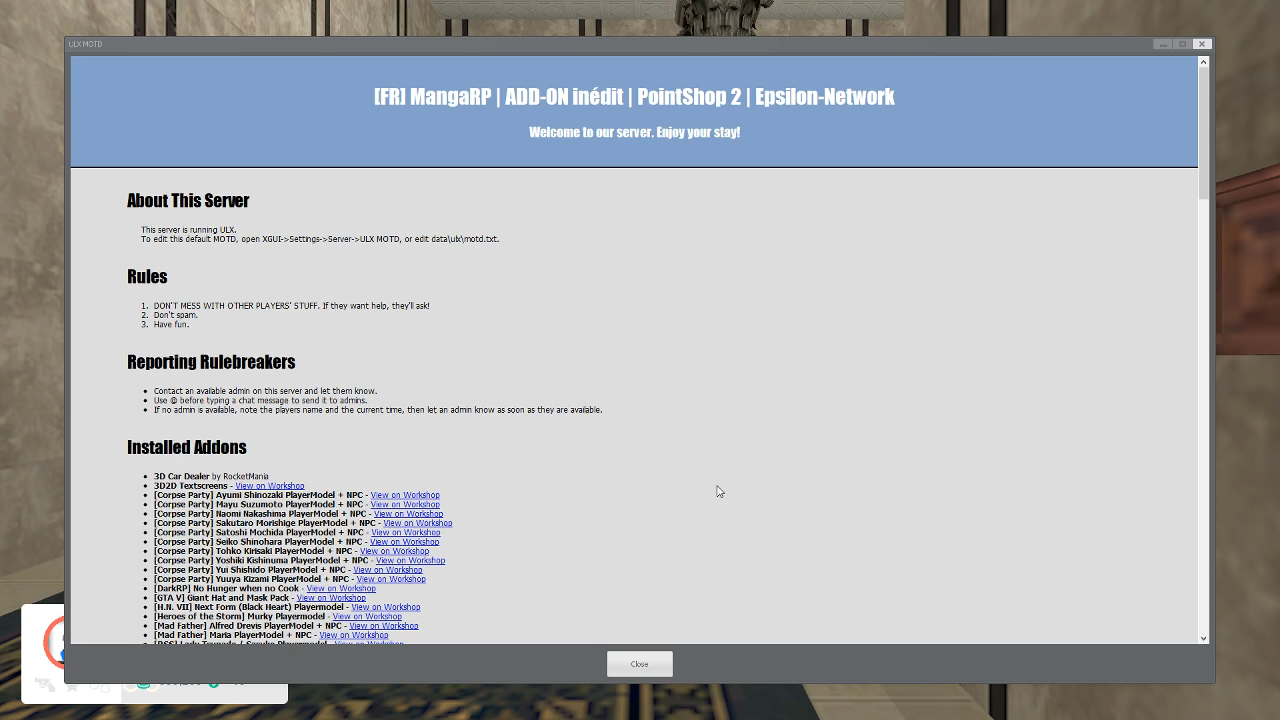 ULX MOTD
[FR] MangaRP | ADD-ON inédit | PointShop 2 | Epsilon-Network
Welcome to our server. Enjoy your stay!
About This Server
This server is running ULX.
To edit this default MOTD, open XGUI->Settings->Server->ULX MOTD, or edit data\ulx\motd.txt.
Rules
1. DON'T MESS WITH OTHER PLAYERS' STUFF. If they want help, they'll ask!
2. Don't spam.
3. Have fun.
Reporting Rulebreakers
• Contact an available admin on this server and let them know.
• Use @ before typing a chat message to send it to admins.
• If no admin is available, note the players name and the current time, then let an admin know as soon as they are available.
Installed Addons
• 3D Car Dealer by RocketMania
• 3D2D Textscreens - View on Workshop
• [Corpse Party] Ayumi Shinozaki PlayerModel + NPC - View on Workshop
• [Corpse Party] Mayu Suzumoto PlayerModel + NPC - View on Workshop
• [Corpse Party] Naomi Nakashima PlayerModel + NPC - View on Workshop
• [Corpse Party] Sakutaro Morishige PlayerModel + NPC - View on Workshop
• [Corpse Party] Satoshi Mochida PlayerModel + NPC - View on Workshop
• [Corpse Party] Seiko Shinohara PlayerModel + NPC - View on Workshop
• [Corpse Party] Tohko Kirisaki PlayerModel + NPC - View on Workshop
• [Corpse Party] Yoshiki Kishinuma PlayerModel + NPC - View on Workshop
• [Corpse Party] Yui Shishido PlayerModel + NPC - View on Workshop
• [Corpse Party] Yuuya Kizami PlayerModel + NPC - View on Workshop
• [DarkRP] No Hunger when no Cook - View on Workshop
• [GTA V] Giant Hat and Mask Pack - View on Workshop
• [H.N. VII] Next Form (Black Heart) Playermodel - View on Workshop
• [Heroes of the Storm] Murky Playermodel - View on Workshop
• [Mad Father] Alfred Drevis PlayerModel + NPC - View on Workshop
• [Mad Father] Maria PlayerModel + NPC - View on Workshop
Close